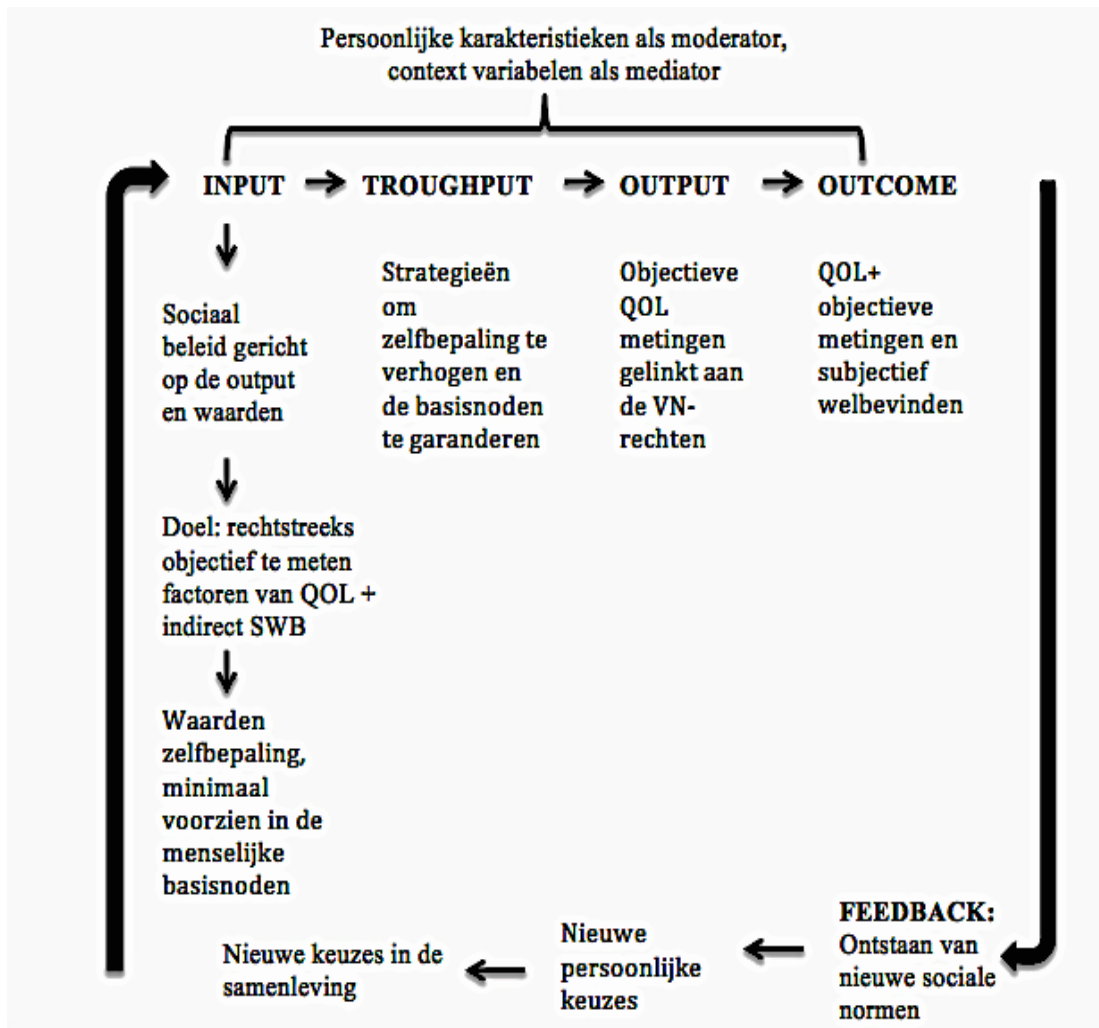 Persoonlijke karakteristieken als moderator,
context variabelen als mediator
INPUT
TROUGHPUT
OUTPUT
OUTCOME
Sociaal
beleid gericht
op de output
en waarden
Doel: rechtstreeks
objectief te meten
factoren van QOL +
indirect SWB
Waarden
zelfbepaling,
minimaal
voorzien in de
menselijke
basisnoden
Strategieën
om
zelfbepaling te
verhogen en
de basisnoden
te garanderen
Objectieve
QOL
metingen
gelinkt aan
de VN-
rechten
QOL+
objectieve
metingen en
subjectief
welbevinden
FEEDBACK:
Ontstaan van
nieuwe sociale
normen
Nieuwe
persoonlijke
keuzes
Nieuwe keuzes in de
samenleving